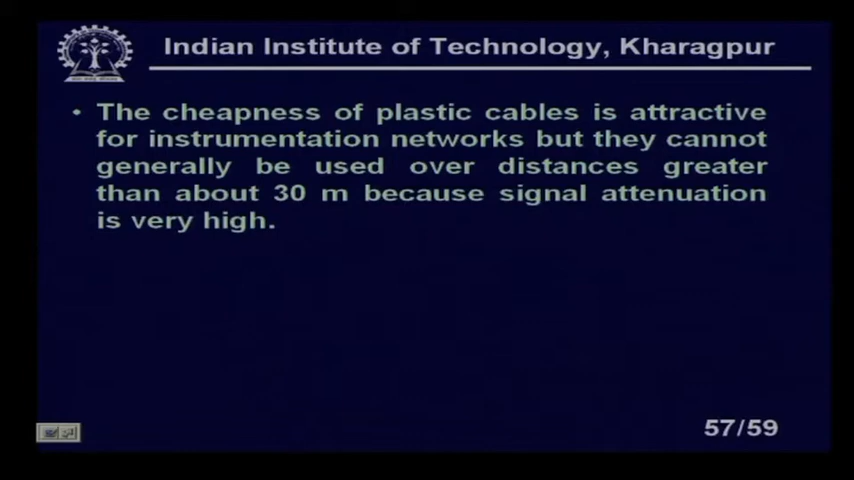 Indian Institute of Technology, Kharagpur
• The cheapness of plastic cables is attractive
for instrumentation networks but they cannot
generally be used over distances greater
than about 30 m because signal attenuation
is very high.
57/59